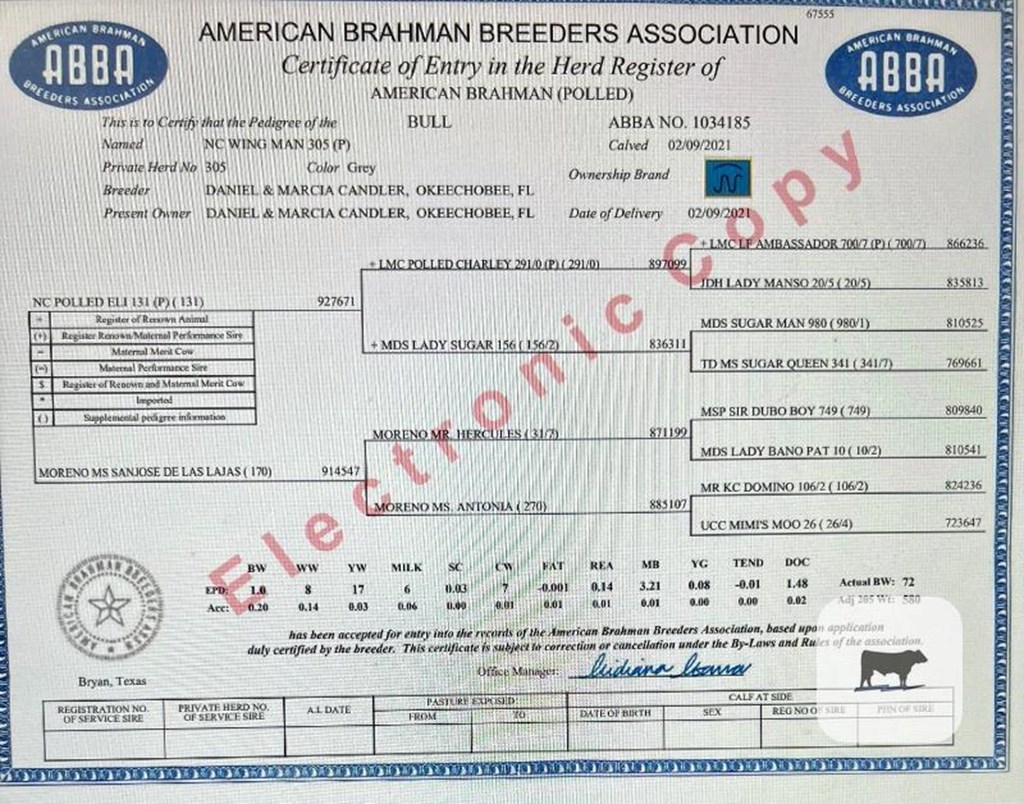 67555
AMERICAN BRAHMAN BREEDERS ASSOCIATION
Certificate of Entry in the Herd Register of
AMERICAN BRAHMAN (POLLED)
AMERICAN BRAHMAN ABBA BREEDERS ASSOCIATION
AMERICAN BRAHMAN ABBA BREEDERS ASSOCIATION
This is to Certify that the Pedigree of the BULL ABBA NO. 1034185
Named NC WING MAN 305 (P) Calved 02/09/2021
Private Herd No 305 Color Grey Ownership Brand
Breeder DANIEL & MARCIA CANDLER, OKEECHOBEE, FL
Present Owner DANIEL & MARCIA CANDLER, OKEECHOBEE, FL Date of Delivery 02/09/2021
+ LMC LF AMBASSADOR 700/7 (P) ( 700/7) 866236
+ LMC POLLED CHARLEY 291/0 (P) ( 291/0) 897099
JDH LADY MANSO 20/5 ( 20/5) 835813
NC POLLED ELI 131 (P) ( 131) 927671
MDS SUGAR MAN 980 ( 980/1) 810525
+ MDS LADY SUGAR 156 ( 156/2) 836311
TD MS SUGAR QUEEN 341 ( 341/7) 769661
+ Register of Renown Animal
(+) Register Renown/Maternal Performance Sire
Maternal Merit Cow
Maternal Performance Sire
$ Register of Renown and Maternal Merit Cow
* Imported
( ) Supplemental pedigree information
MSP SIR DUBO BOY 749 ( 749) 809840
MORENO MR. HERCULES ( 31/7) 871199
MDS LADY BANO PAT 10 ( 10/2) 810541
MORENO MS SANJOSE DE LAS LAJAS ( 170) 914547
MR KC DOMINO 106/2 ( 106/2) 824236
MORENO MS. ANTONIA ( 270) 885107
UCC MIMI'S MOO 26 ( 26/4) 723647
Electronic Copy
BW WW YW MILK SC CW FAT REA MB YG TEND DOC
EPD: 1.0 8 17 6 0.03 7 -0.001 0.14 3.21 0.08 -0.01 1.48 Actual BW: 72
Acc: 0.20 0.14 0.03 0.06 0.00 0.01 0.01 0.01 0.01 0.00 0.00 0.02 Adj 205 Wt: 580
has been accepted for entry into the records of the American Brahman Breeders Association, based upon application
duly certified by the breeder. This certificate is subject to correction or cancellation under the By-Laws and Rules of the association.
AMERICAN BRAHMAN BREEDERS ASSN
Office Manager:
Bryan, Texas
REGISTRATION NO. OF SERVICE SIRE
PRIVATE HERD NO. OF SERVICE SIRE
A.I. DATE
PASTURE EXPOSED:
FROM TO
CALF AT SIDE
DATE OF BIRTH SEX REG NO OF SIRE PHN OF SIRE